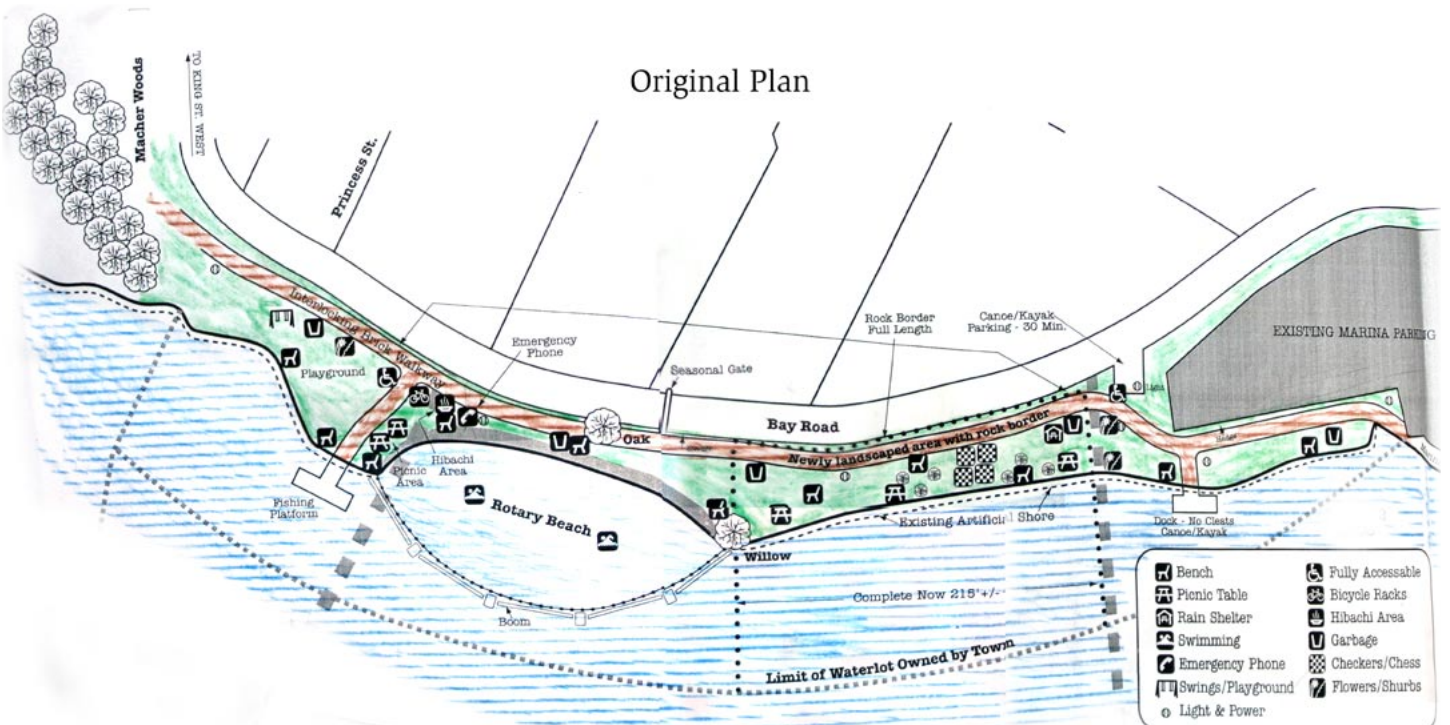 Original Plan
Macher Woods
TO KING ST. WEST
Princess St.
Interlocking Brick Walkway
Playground
Emergency
Phone
Seasonal Gate
Rock Border
Full Length
Canoe/Kayak
Parking - 30 Min.
EXISTING MARINA PARKING
Bay Road
Oak
Newly landscaped area with rock border
Hibachi
Area
Picnic
Area
Fishing
Platform
Rotary Beach
Existing Artificial Shore
Willow
Dock - No Cleats
Canoe/Kayak
Complete Now 215'+/-
Boom
Limit of Waterlot Owned by Town
Bench
Picnic Table
Rain Shelter
Swimming
Emergency Phone
Swings/Playground
Light & Power
Fully Accessable
Bicycle Racks
Hibachi Area
Garbage
Checkers/Chess
Flowers/Shurbs